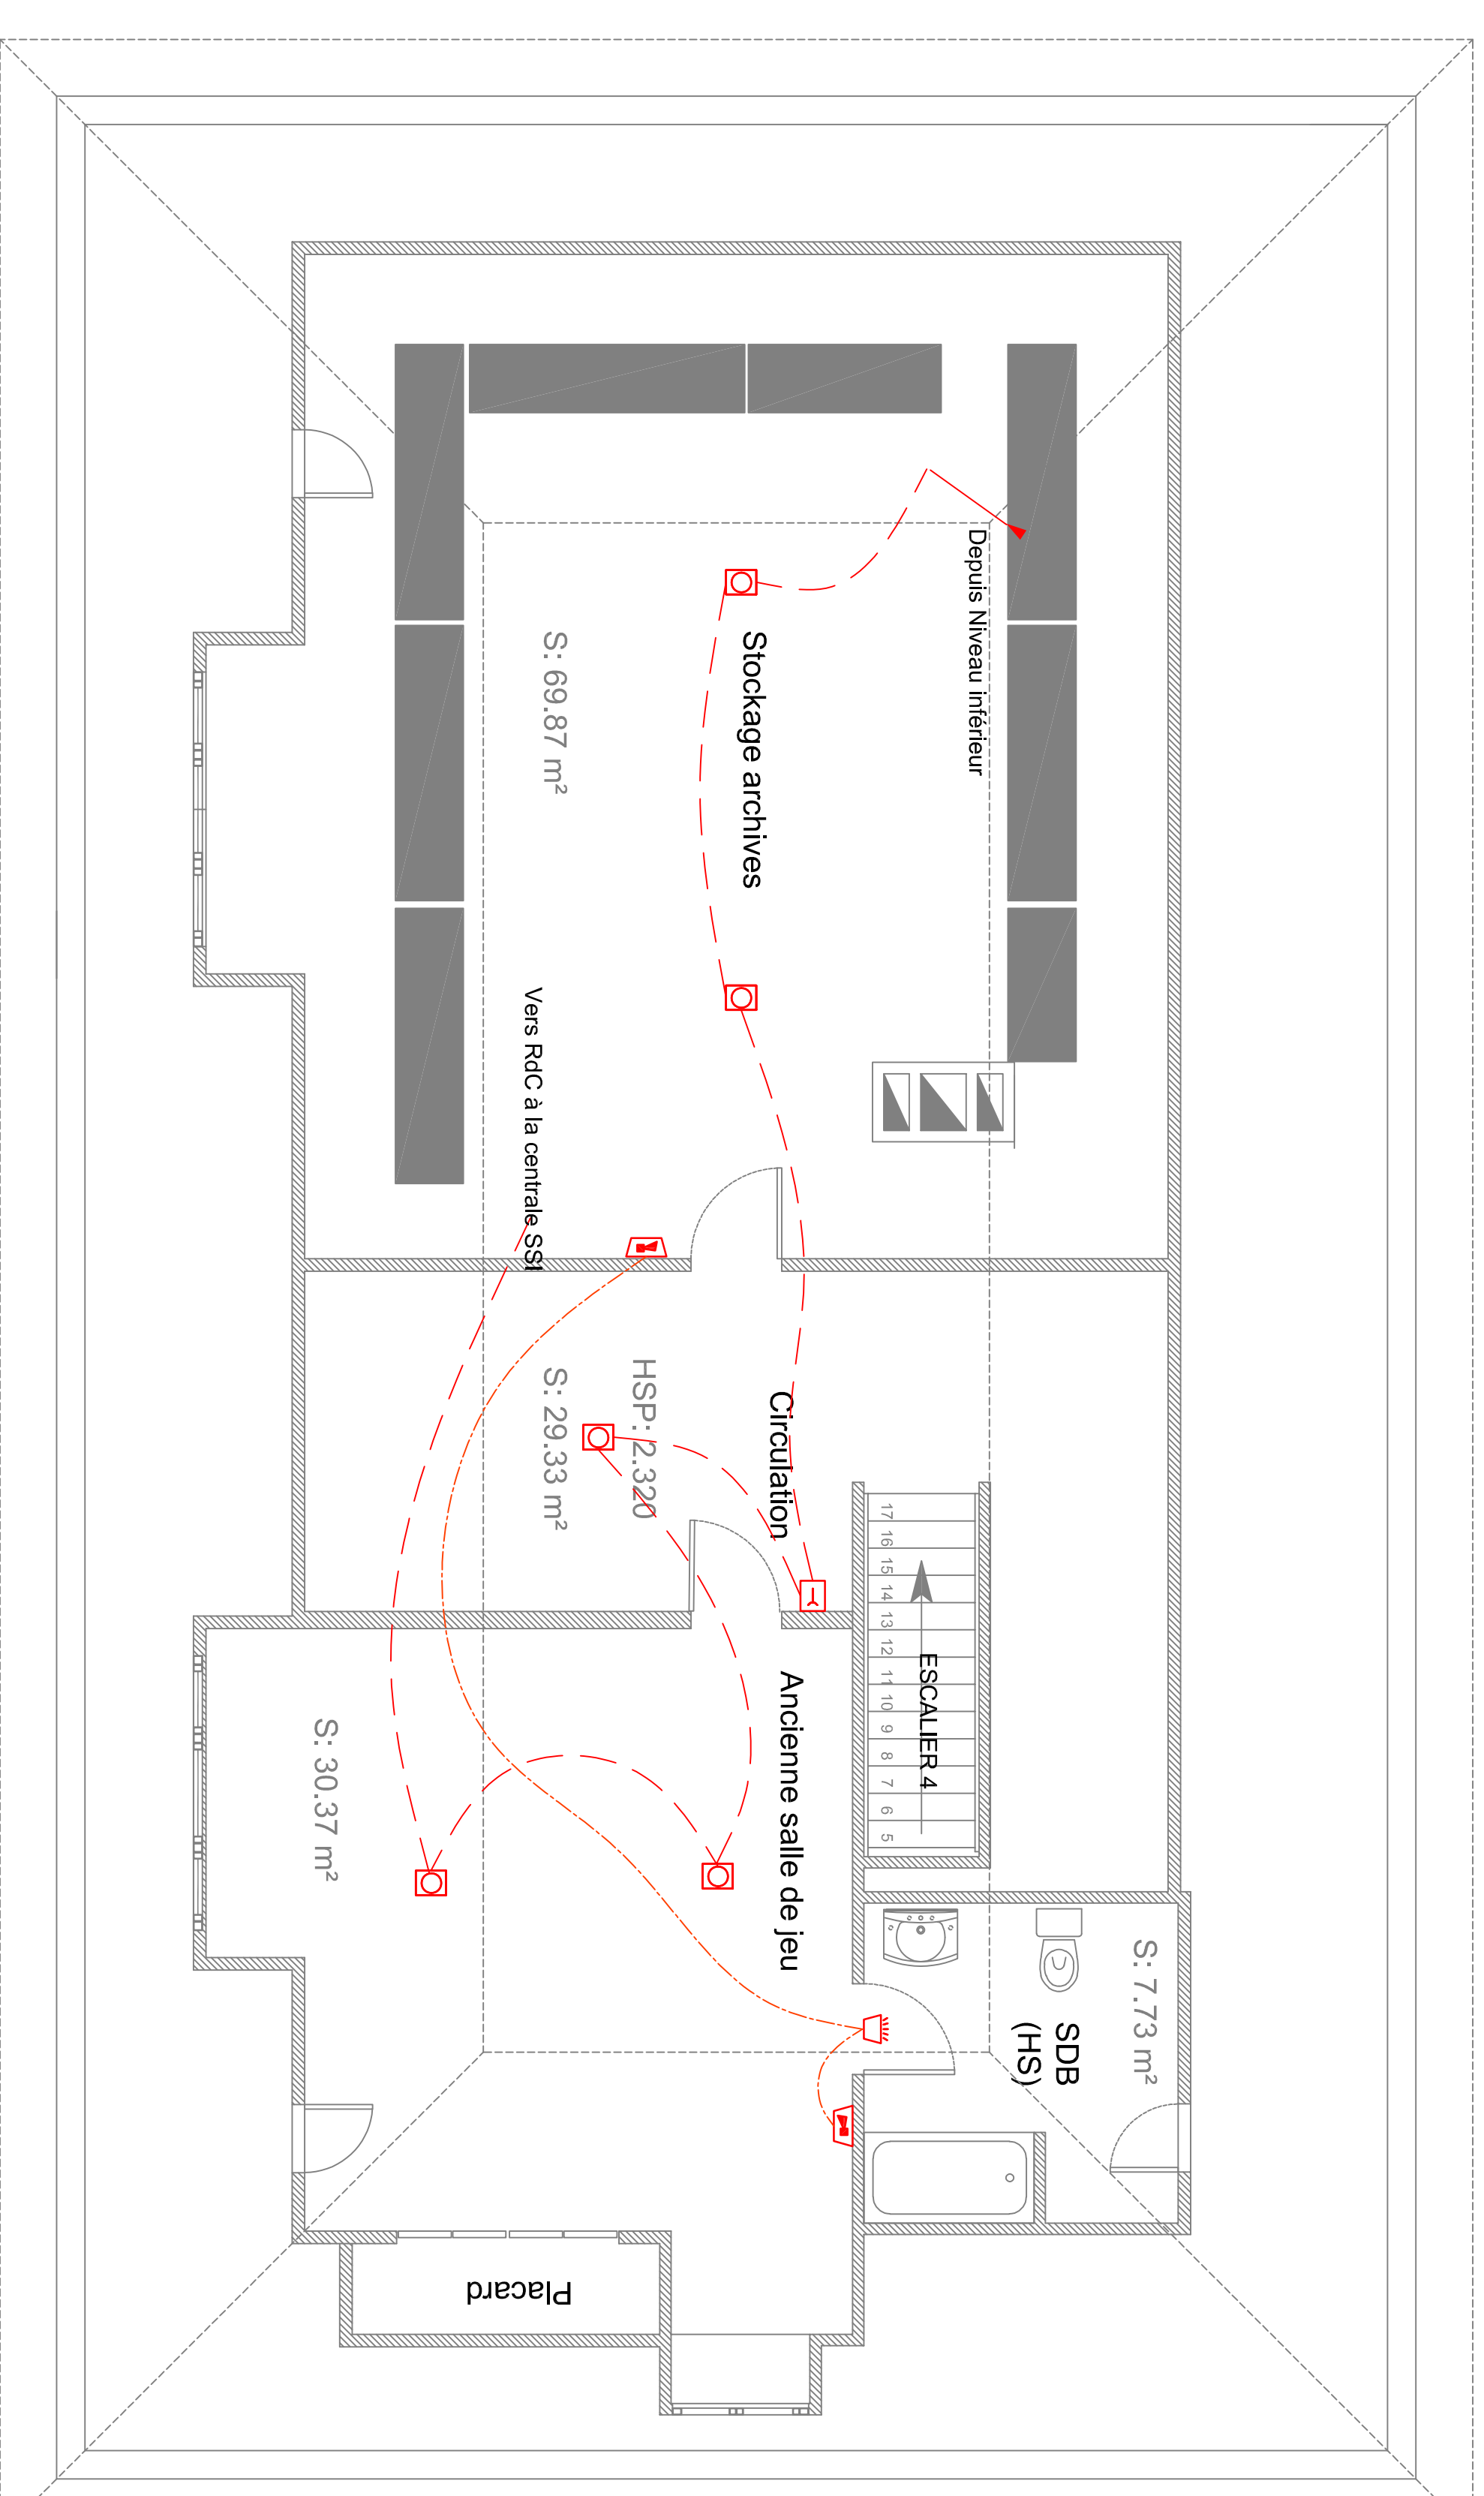 Depuis Niveau inférieur
Stockage archives
S: 69.87 m²
Vers RdC à la centrale SSI
Circulation
HSP: 2.320
S: 29.33 m²
17
16
15
14
13
12
11
10
9
8
7
6
5
ESCALIER 4
Ancienne salle de jeu
S: 30.37 m²
S: 7.73 m²
SDB
(HS)
Placard